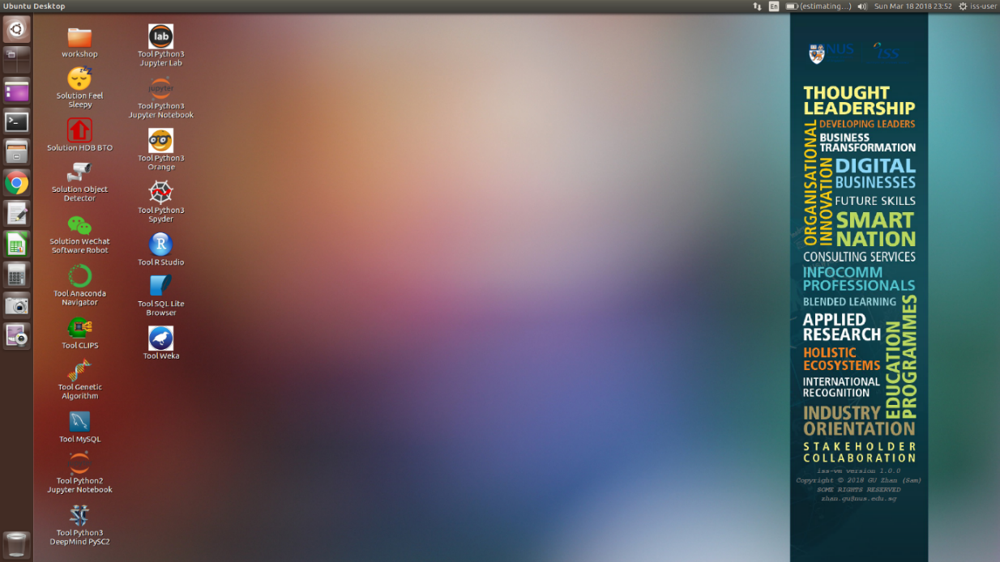 Ubuntu Desktop
En
(estimating...)
Sun Mar 18 2018 23:52
iss-user
workshop
Solution Feel
Sleepy
Solution HDB BTO
Solution Object
Detector
Solution WeChat
Software Robot
Tool Anaconda
Navigator
Tool CLIPS
Tool Genetic
Algorithm
Tool MySQL
Tool Python2
Jupyter Notebook
Tool Python3
DeepMind PySC2
lab
Tool Python3
Jupyter Lab
jupyter
Tool Python3
Jupyter Notebook
Tool Python3
Orange
Tool Python3
Spyder
R
Tool R Studio
Tool SQL Lite
Browser
Tool Weka
NUS
iss
THOUGHT
LEADERSHIP
DEVELOPING LEADERS
ORGANISATIONAL
INNOVATION
BUSINESS
TRANSFORMATION
DIGITAL
BUSINESSES
FUTURE SKILLS
SMART
NATION
CONSULTING SERVICES
INFOCOMM
PROFESSIONALS
BLENDED LEARNING
APPLIED
RESEARCH
HOLISTIC
ECOSYSTEMS
INTERNATIONAL
RECOGNITION
EDUCATION
PROGRAMMES
INDUSTRY
ORIENTATION
STAKEHOLDER
COLLABORATION
iss-vm version 1.0.0
Copyright © 2018 GU Zhan (Sam)
SOME RIGHTS RESERVED
zhan.gu@nus.edu.sg